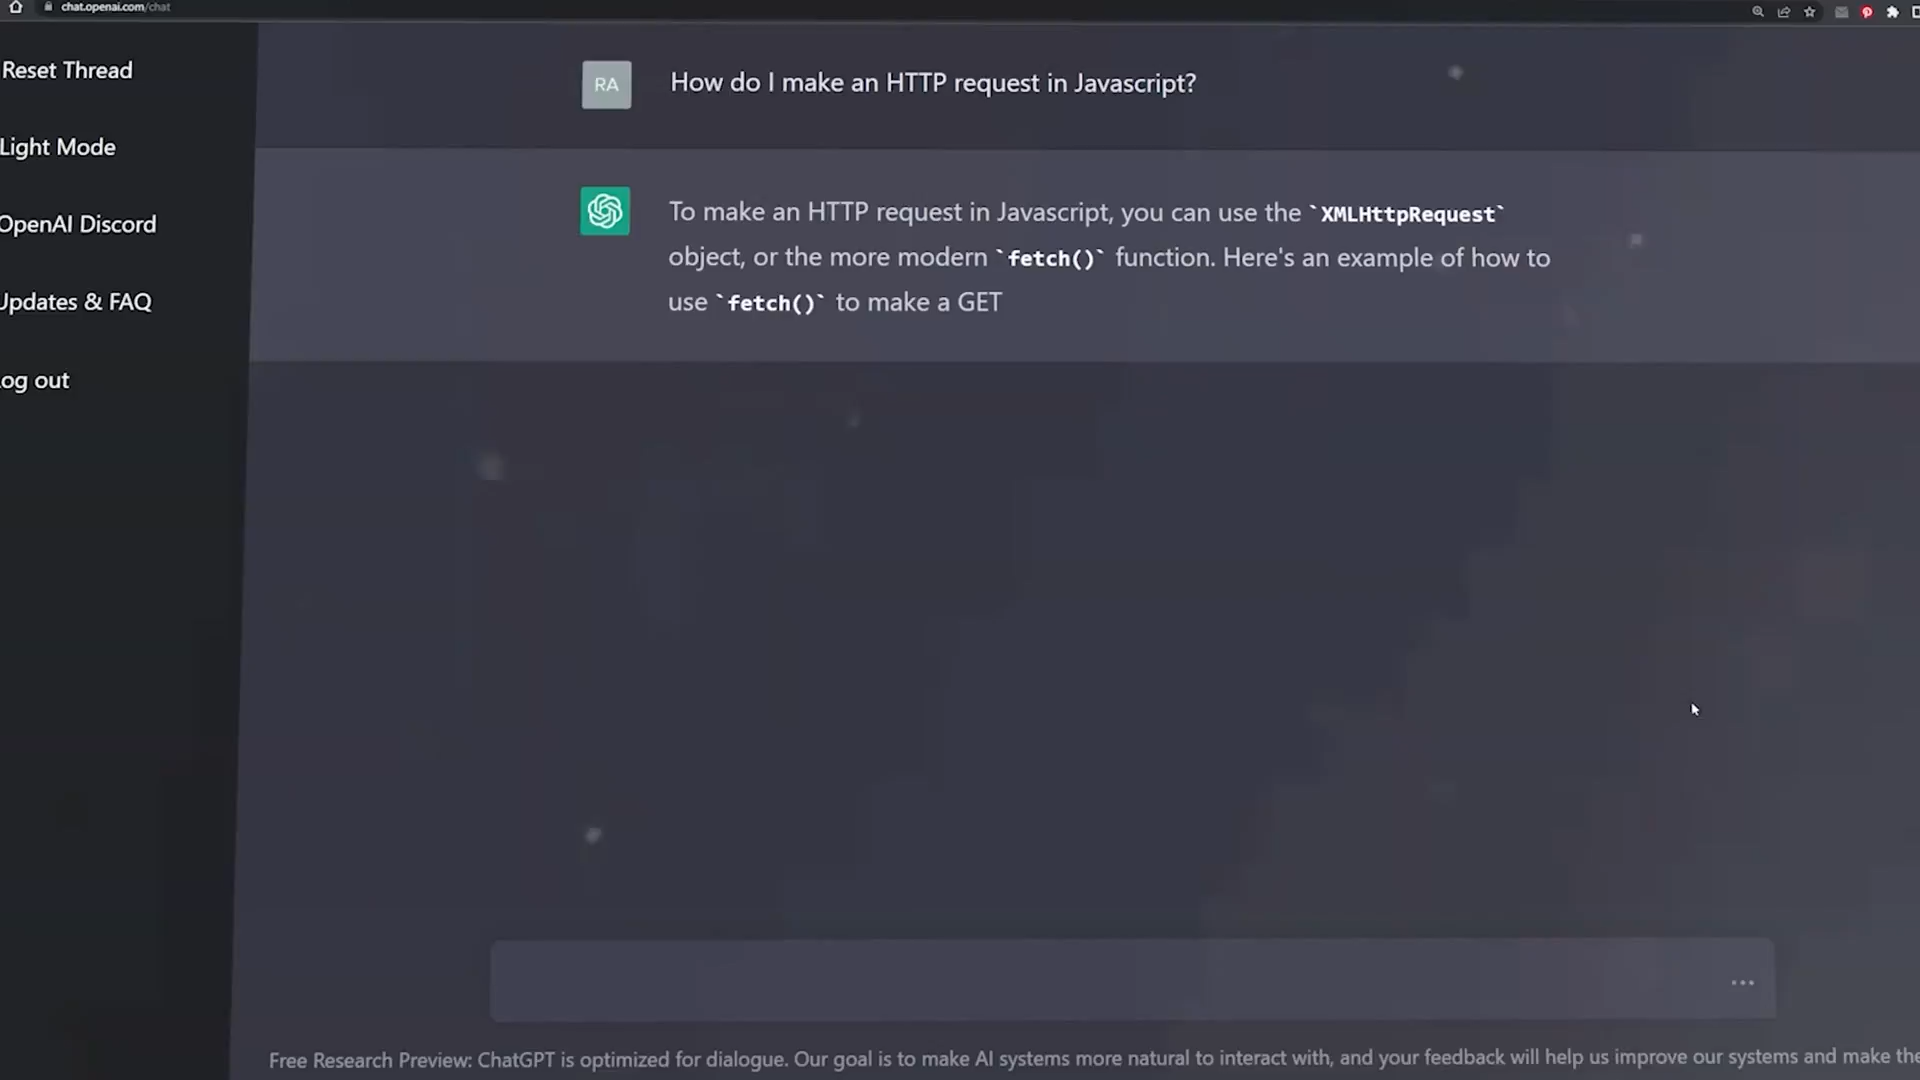 chat.openai.com/chat
Reset Thread
Light Mode
OpenAI Discord
Updates & FAQ
og out
RA
How do I make an HTTP request in Javascript?
To make an HTTP request in Javascript, you can use the `XMLHttpRequest`
object, or the more modern `fetch()` function. Here's an example of how to
use `fetch()` to make a GET
Free Research Preview: ChatGPT is optimized for dialogue. Our goal is to make AI systems more natural to interact with, and your feedback will help us improve our systems and make the